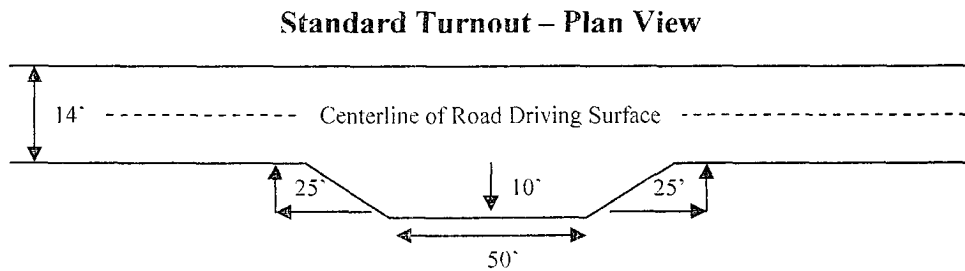 Standard Turnout – Plan View
14'
Centerline of Road Driving Surface
25'
10'
25'
50'